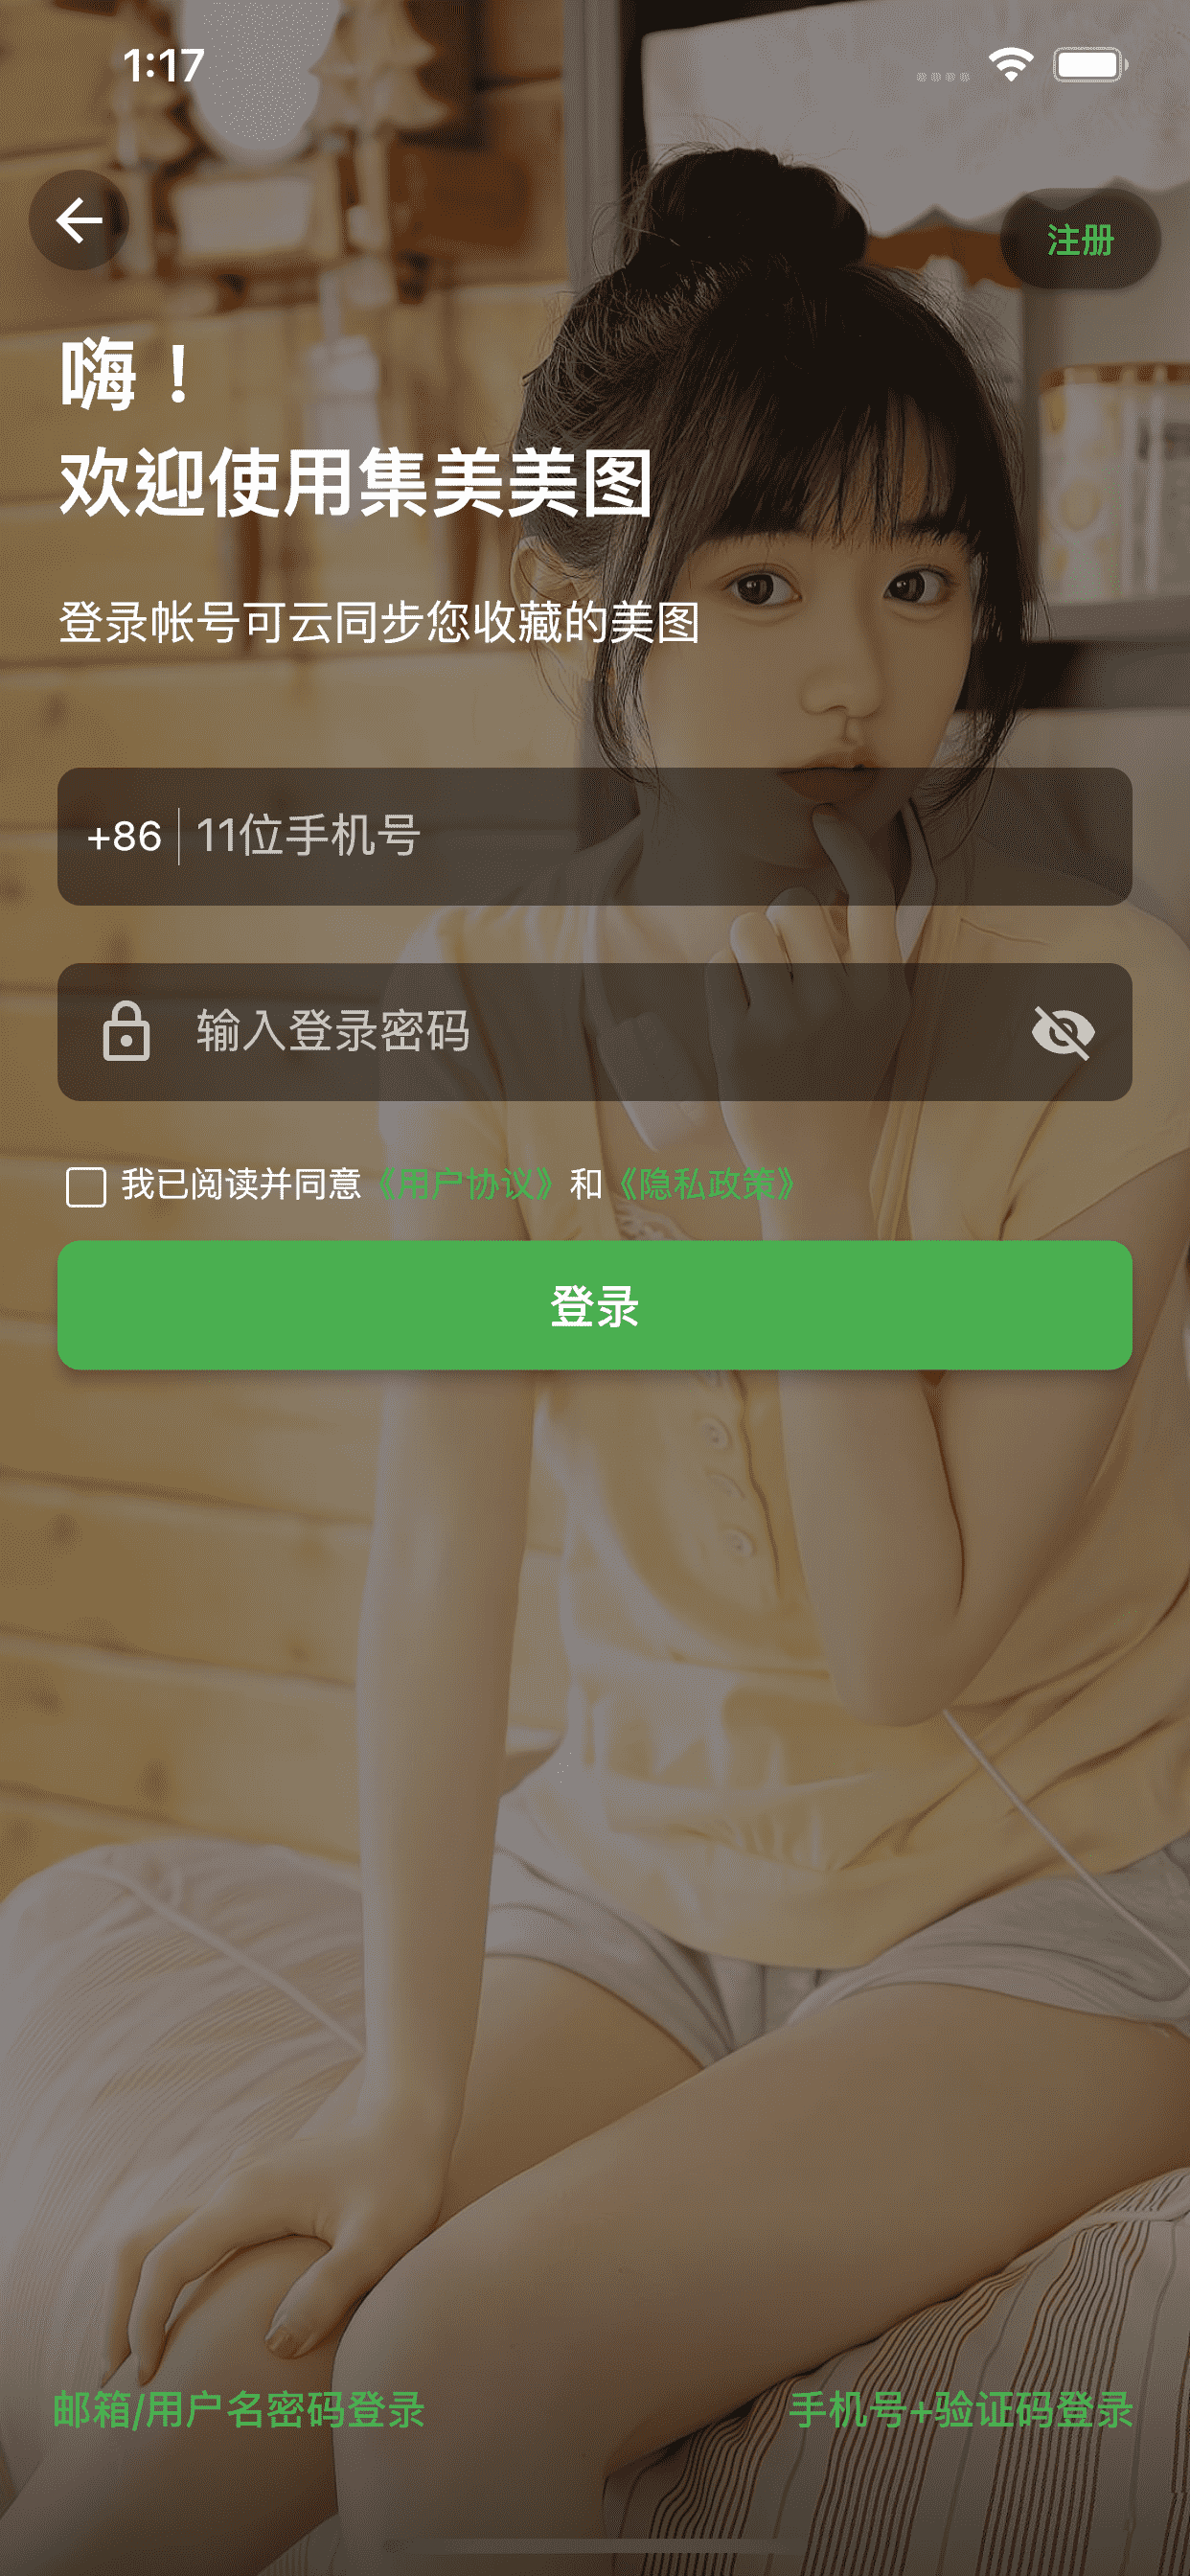 1:17
注册
嗨！
欢迎使用集美美图
登录帐号可云同步您收藏的美图
+86 11位手机号
输入登录密码
我已阅读并同意《用户协议》和《隐私政策》
登录
邮箱/用户名密码登录 手机号+验证码登录